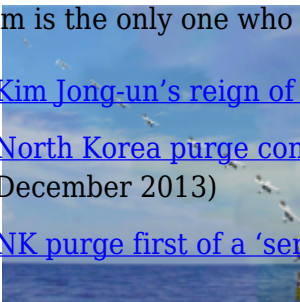 m is the only one who
Kim Jong-un’s reign of
North Korea purge con
December 2013)
NK purge first of a ‘ser